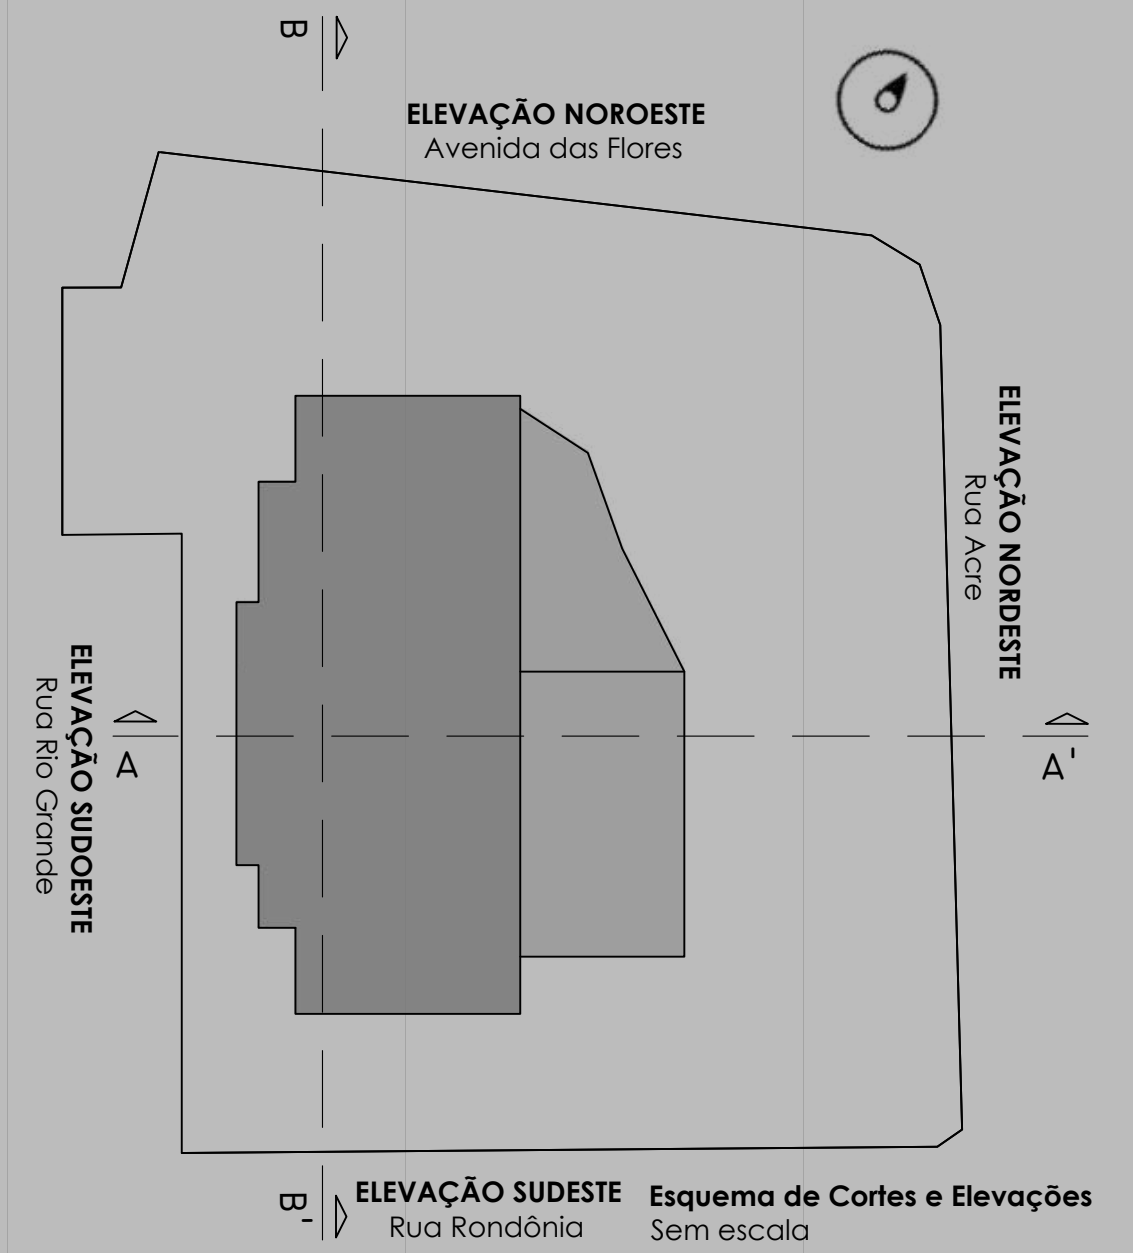 B
ELEVAÇÃO NOROESTE
Avenida das Flores
ELEVAÇÃO NORDESTE
Rua Acre
ELEVAÇÃO SUDOESTE
Rua Rio Grande
A
A'
B'
ELEVAÇÃO SUDESTE
Rua Rondônia
Esquema de Cortes e Elevações
Sem escala